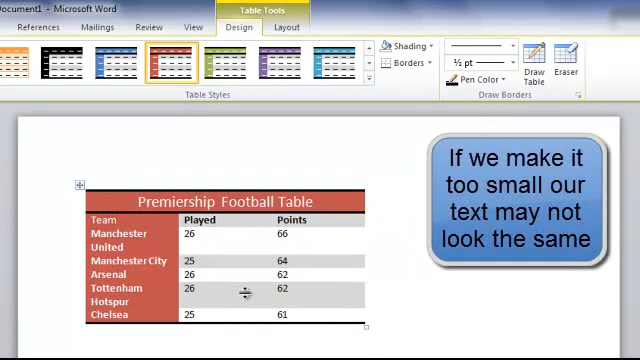 Document1 - Microsoft Word
Table Tools
References Mailings Review View Design Layout
Shading
Borders
½ pt
Pen Color
Draw Table
Eraser
Table Styles
Draw Borders
If we make it
too small our
text may not
look the same
Premiership Football Table
Team Played Points
Manchester United 26 66
Manchester City 25 64
Arsenal 26 62
Tottenham Hotspur 26 62
Chelsea 25 61